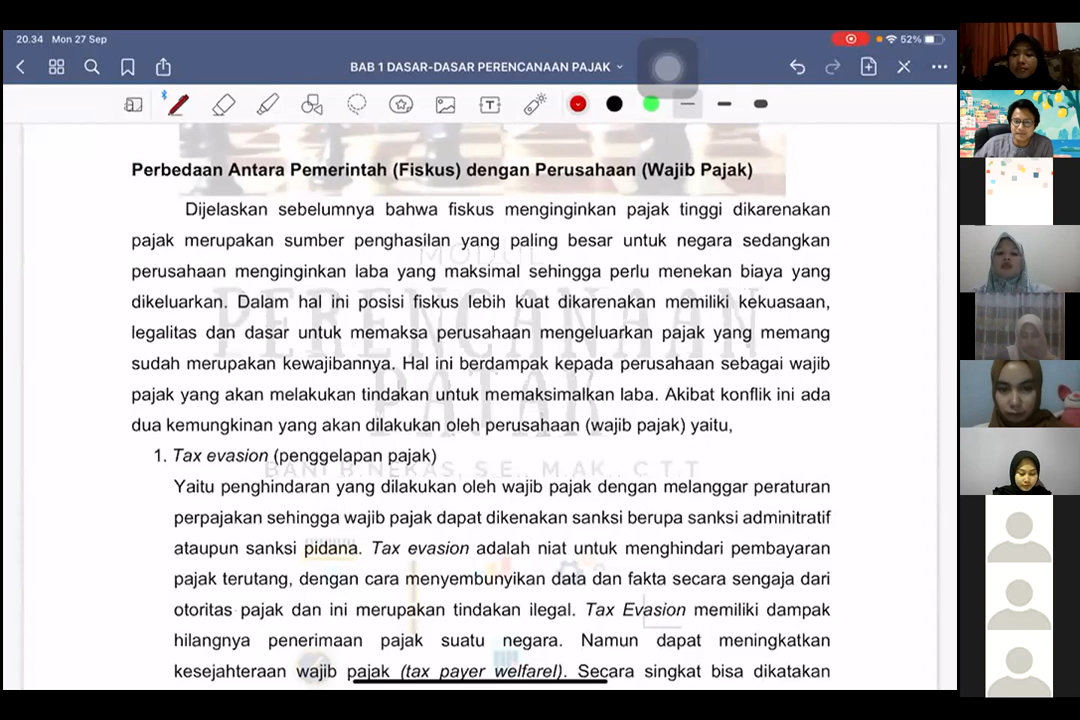 20.34 Mon 27 Sep
52%
BAB 1 DASAR-DASAR PERENCANAAN PAJAK
Perbedaan Antara Pemerintah (Fiskus) dengan Perusahaan (Wajib Pajak)
Dijelaskan sebelumnya bahwa fiskus menginginkan pajak tinggi dikarenakan
pajak merupakan sumber penghasilan yang paling besar untuk negara sedangkan
MODUL
perusahaan menginginkan laba yang maksimal sehingga perlu menekan biaya yang
dikeluarkan. Dalam hal ini posisi fiskus lebih kuat dikarenakan memiliki kekuasaan,
PERENCANAAN
legalitas dan dasar untuk memaksa perusahaan mengeluarkan pajak yang memang
sudah merupakan kewajibannya. Hal ini berdampak kepada perusahaan sebagai wajib
PAJAK
pajak yang akan melakukan tindakan untuk memaksimalkan laba. Akibat konflik ini ada
dua kemungkinan yang akan dilakukan oleh perusahaan (wajib pajak) yaitu,
1. Tax evasion (penggelapan pajak)
BANI B.NEKAS, S.E., M.AK., C.T.T
Yaitu penghindaran yang dilakukan oleh wajib pajak dengan melanggar peraturan
perpajakan sehingga wajib pajak dapat dikenakan sanksi berupa sanksi adminitratif
ataupun sanksi pidana. Tax evasion adalah niat untuk menghindari pembayaran
pajak terutang, dengan cara menyembunyikan data dan fakta secara sengaja dari
otoritas pajak dan ini merupakan tindakan ilegal. Tax Evasion memiliki dampak
hilangnya penerimaan pajak suatu negara. Namun dapat meningkatkan
kesejahteraan wajib pajak (tax payer welfarel). Secara singkat bisa dikatakan